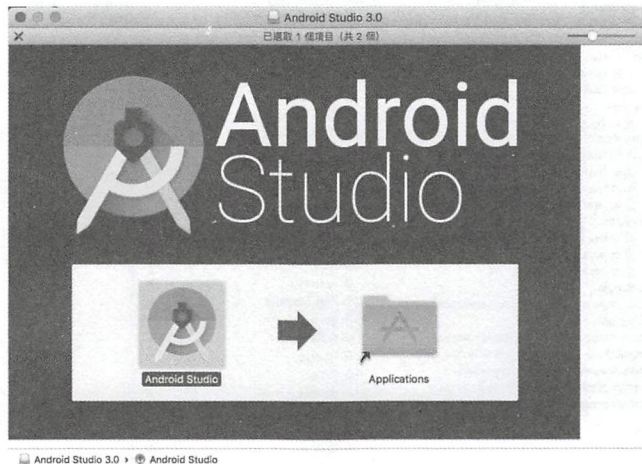 Android Studio 3.0
已選取 1 個項目 (共 2 個)
Android
Studio
Android Studio
Applications
Android Studio 3.0 › Android Studio